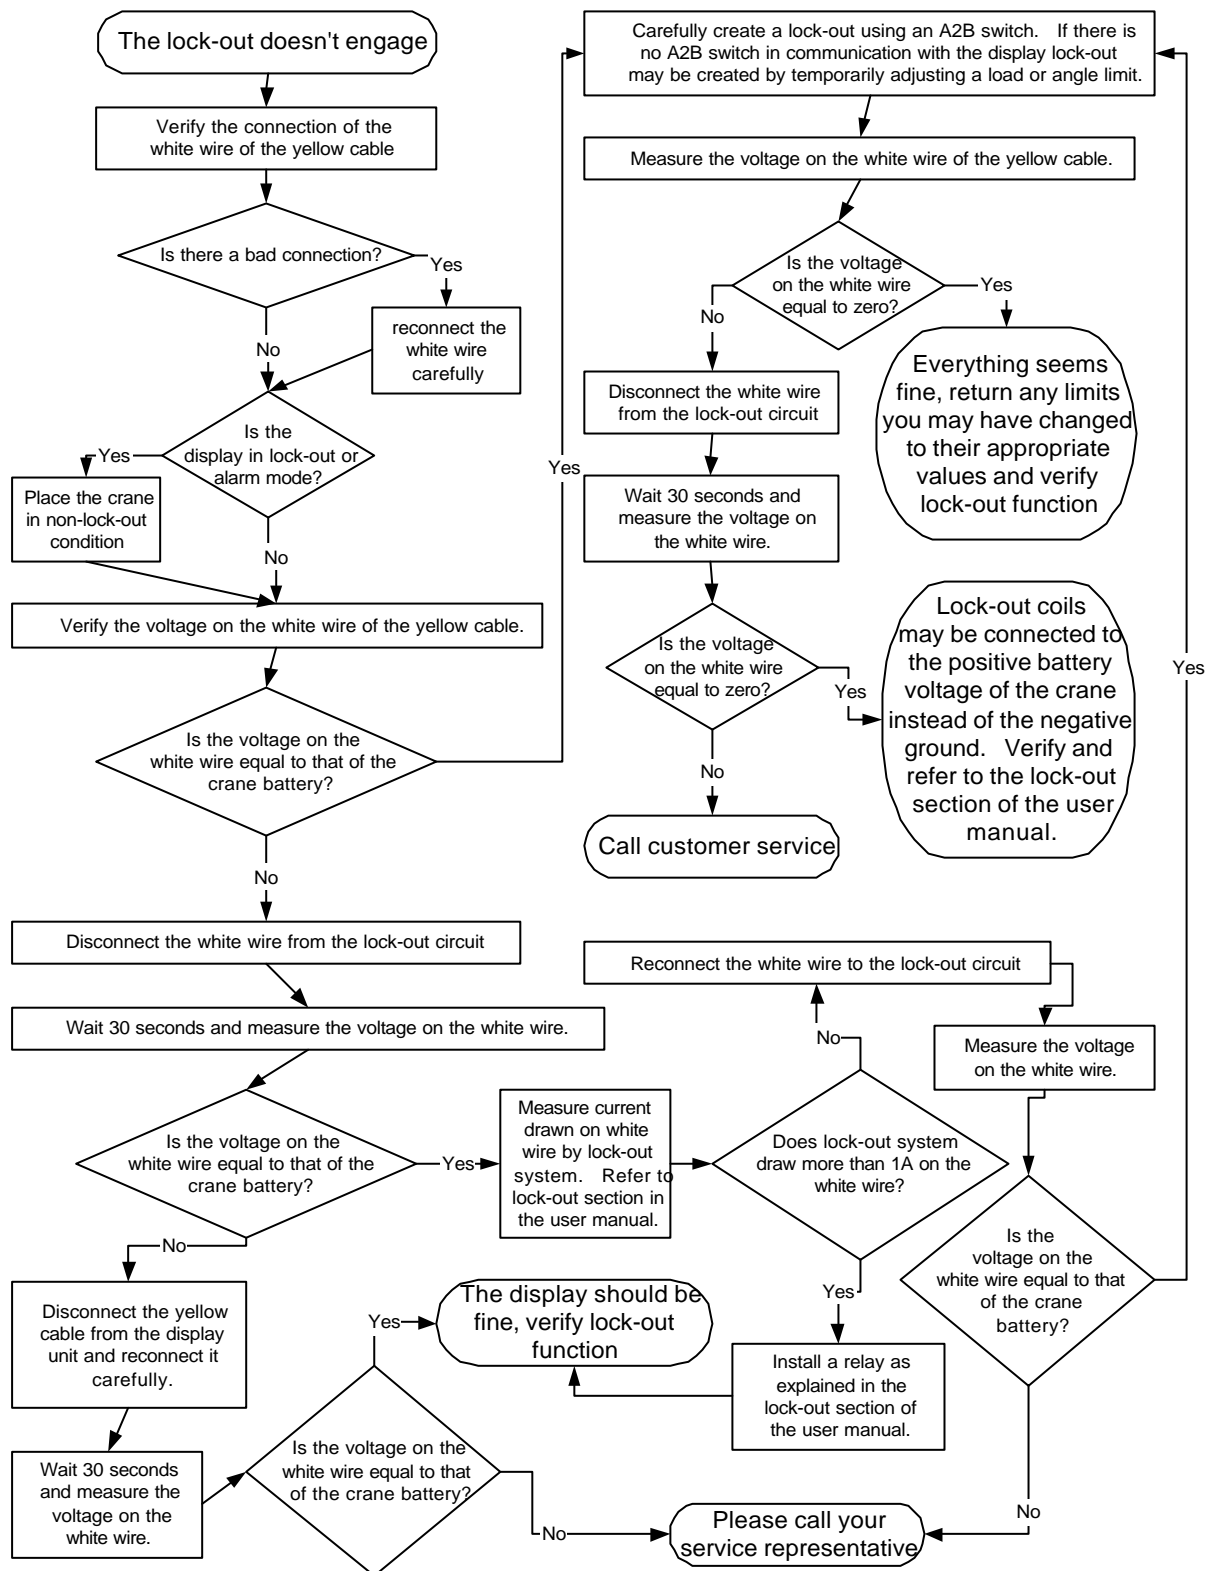 The lock-out doesn't engage
Verify the connection of the
white wire of the yellow cable
Is there a bad connection?
Yes
reconnect the
white wire
carefully
No
Is the
display in lock-out or
alarm mode?
Yes
Place the crane
in non-lock-out
condition
No
Verify the voltage on the white wire of the yellow cable.
Is the voltage on the
white wire equal to that of the
crane battery?
Yes
No
Disconnect the white wire from the lock-out circuit
Wait 30 seconds and measure the voltage on the white wire.
Is the voltage on the
white wire equal to that of the
crane battery?
Yes
No
Disconnect the yellow
cable from the display
unit and reconnect it
carefully.
Wait 30 seconds
and measure the
voltage on the
white wire.
Is the voltage on the
white wire equal to that
of the crane battery?
Yes
The display should be
fine, verify lock-out
function
No
Please call your
service representative
Measure current
drawn on white
wire by lock-out
system. Refer to
lock-out section in
the user manual.
Does lock-out system
draw more than 1A on the
white wire?
Yes
Install a relay as
explained in the
lock-out section of
the user manual.
No
Reconnect the white wire to the lock-out circuit
Measure the voltage
on the white wire.
Is the
voltage on the
white wire equal to that
of the crane
battery?
No
Yes
Carefully create a lock-out using an A2B switch. If there is
no A2B switch in communication with the display lock-out
may be created by temporarily adjusting a load or angle limit.
Measure the voltage on the white wire of the yellow cable.
Is the voltage
on the white wire
equal to zero?
Yes
Everything seems
fine, return any limits
you may have changed
to their appropriate
values and verify
lock-out function
No
Disconnect the white wire
from the lock-out circuit
Wait 30 seconds and
measure the voltage on
the white wire.
Is the voltage
on the white wire
equal to zero?
Yes
Lock-out coils
may be connected to
the positive battery
voltage of the crane
instead of the negative
ground. Verify and
refer to the lock-out
section of the user
manual.
No
Call customer service